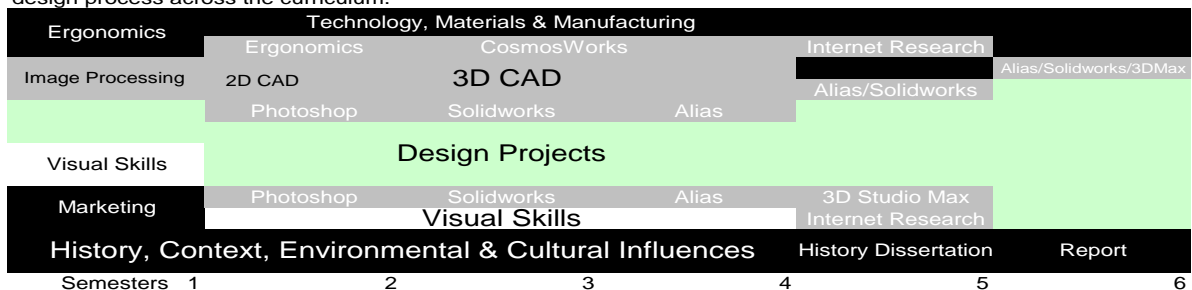 design process across the curriculum.
Ergonomics Technology, Materials & Manufacturing
Ergonomics CosmosWorks Internet Research
Image Processing 2D CAD 3D CAD Alias/Solidworks/3DMax
Alias/Solidworks
Photoshop Solidworks Alias
Visual Skills Design Projects
Marketing Photoshop Solidworks Alias 3D Studio Max
Visual Skills Internet Research
History, Context, Environmental & Cultural Influences History Dissertation Report
Semesters 1 2 3 4 5 6